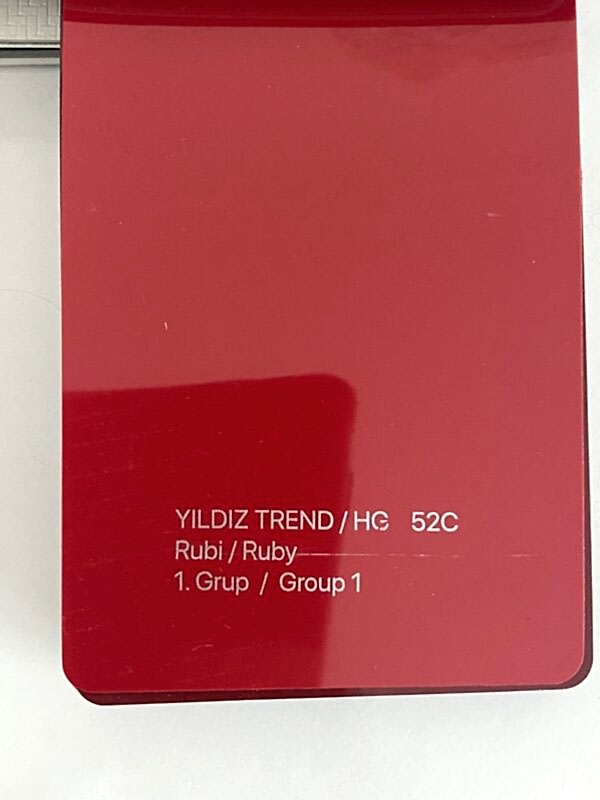 YILDIZ TREND / HG 52C
Rubi / Ruby
1. Grup / Group 1